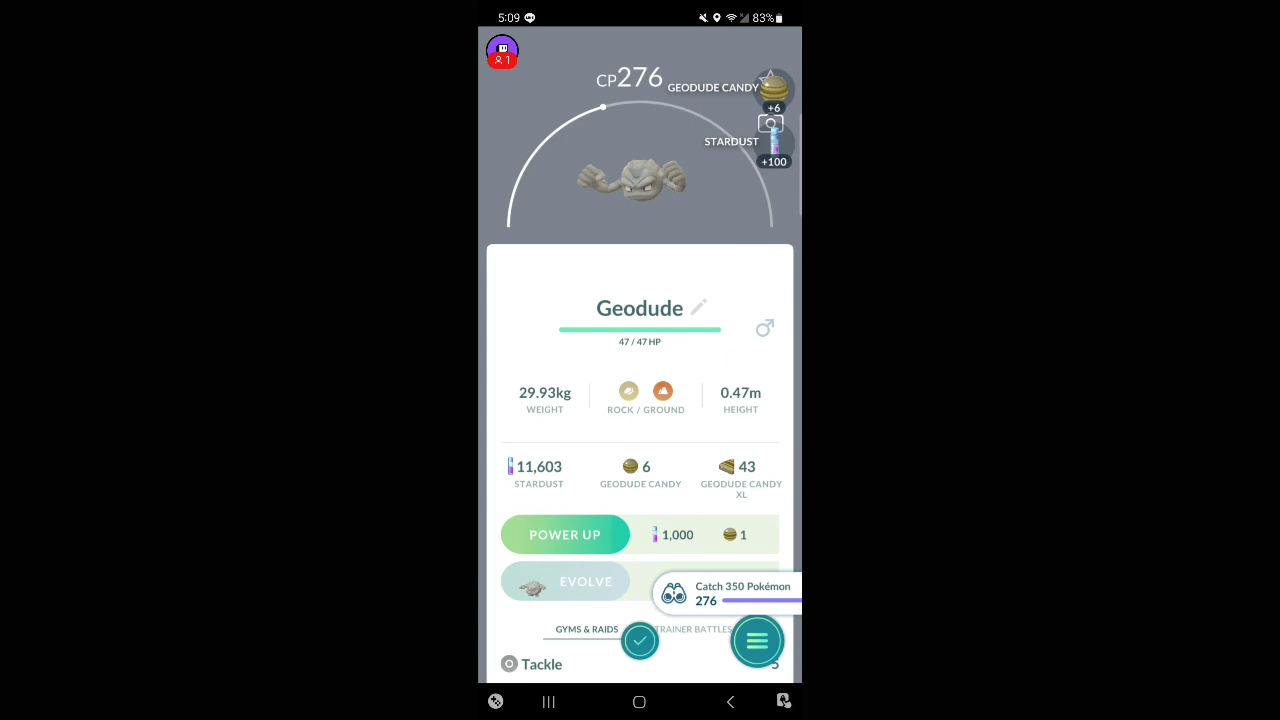 5:09
83%
1
CP276
GEODUDE CANDY
+6
STARDUST
+100
Geodude
47 / 47 HP
29.93kg
WEIGHT
ROCK / GROUND
0.47m
HEIGHT
11,603
STARDUST
6
GEODUDE CANDY
43
GEODUDE CANDY
XL
POWER UP
1,000
1
EVOLVE
Catch 350 Pokémon
276
GYMS & RAIDS
TRAINER BATTLES
Tackle
5